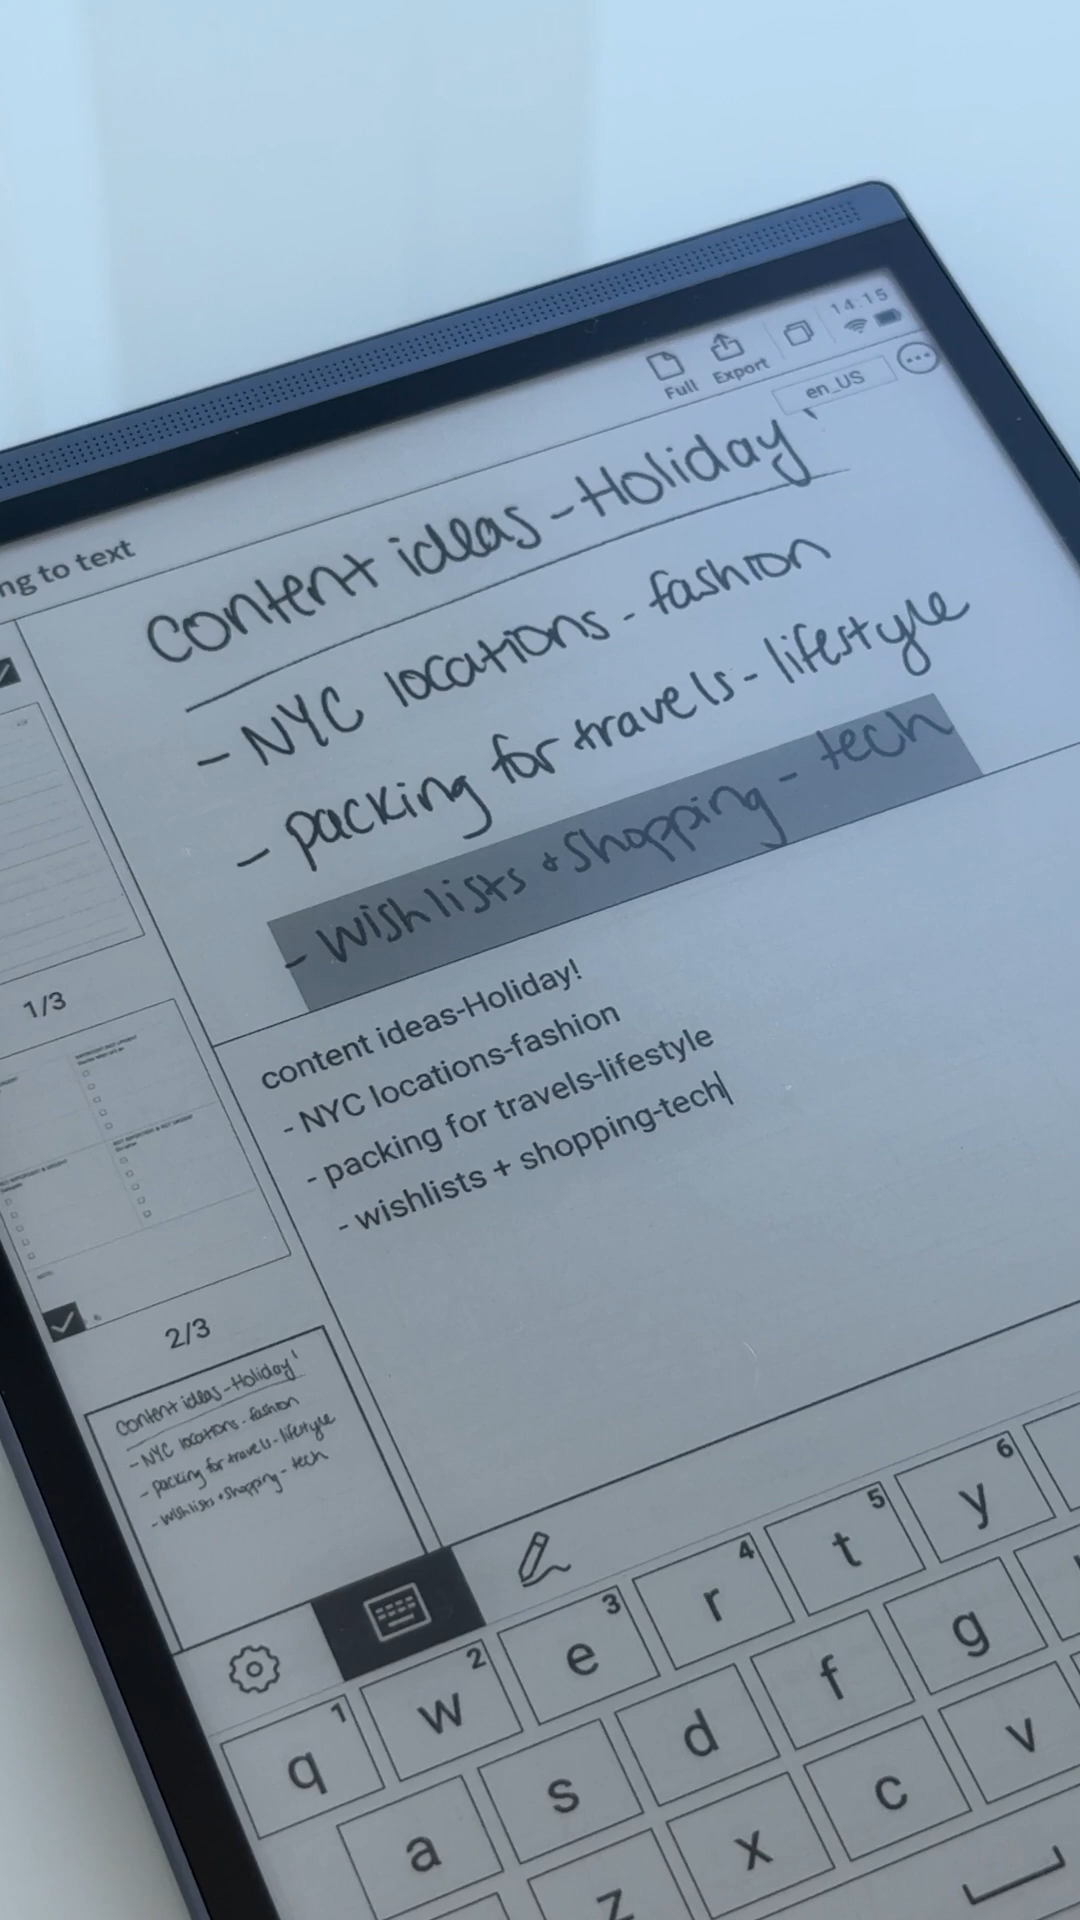 14:15
Full Export
en_US
ng to text
content ideas - Holiday
- NYC locations - fashion
- packing for travels - lifestyle
- wishlists + shopping - tech
content ideas-Holiday!
- NYC locations-fashion
- packing for travels-lifestyle
- wishlists + shopping-tech
1/3
2/3
content ideas - Holiday
- NYC locations - fashion
- packing for travels - lifestyle
- wishlists + shopping - tech
1 2 3 4 5 6
q w e r t y
a s d f g
z x c v